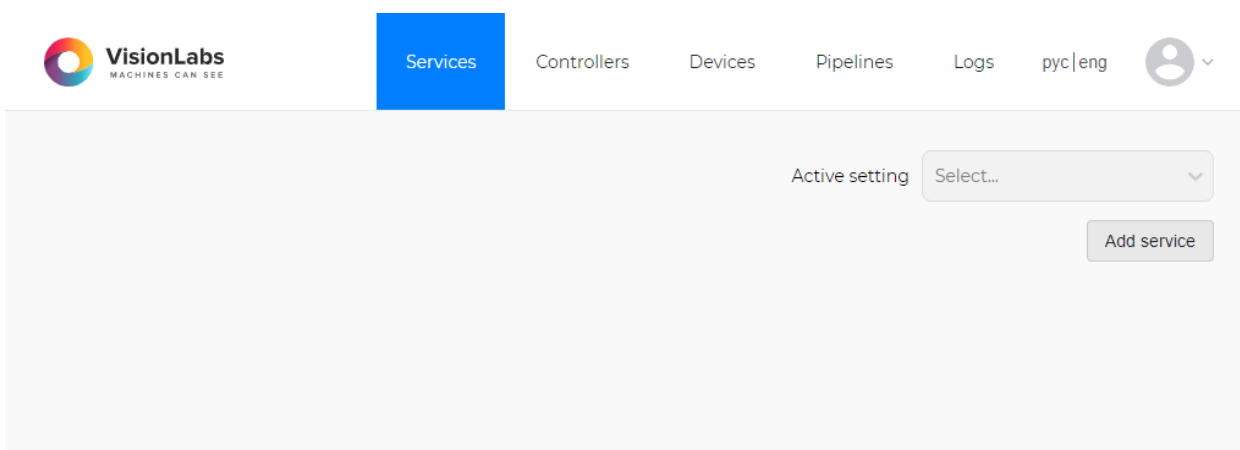 VisionLabs
MACHINES CAN SEE
Services Controllers Devices Pipelines Logs рус|eng
Active setting Select...
Add service